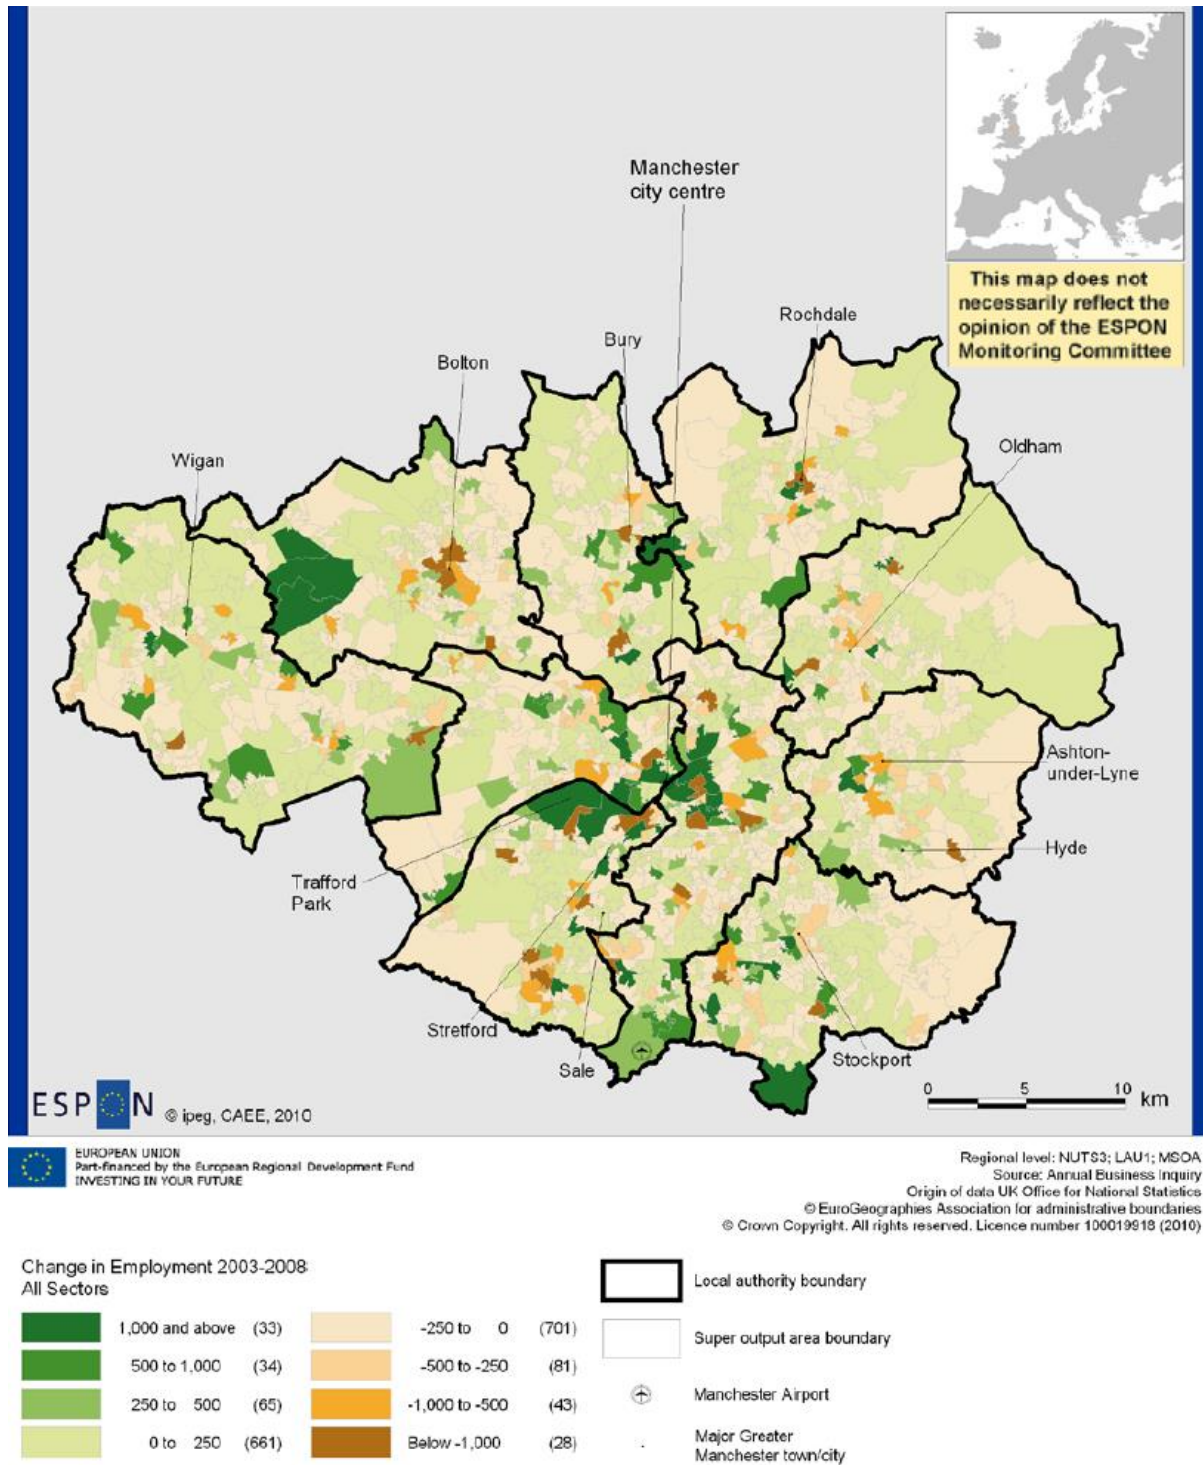 Manchester
city centre
This map does not
necessarily reflect the
opinion of the ESPON
Monitoring Committee
Rochdale
Bury
Bolton
Oldham
Wigan
Ashton-
under-Lyne
Hyde
Trafford
Park
Stretford
Sale
Stockport
0 5 10
km
ESPON © ipeg, CAEE, 2010
EUROPEAN UNION
Part-financed by the European Regional Development Fund
INVESTING IN YOUR FUTURE
Regional level: NUTS3; LAU1; MSOA
Source: Annual Business Inquiry
Origin of data UK Office for National Statistics
© EuroGeographies Association for administrative boundaries
© Crown Copyright. All rights reserved. Licence number 100019918 (2010)
Change in Employment 2003-2008
All Sectors
1,000 and above (33)
500 to 1,000 (34)
250 to 500 (65)
0 to 250 (661)
-250 to 0 (701)
-500 to -250 (81)
-1,000 to -500 (43)
Below -1,000 (28)
Local authority boundary
Super output area boundary
Manchester Airport
Major Greater
Manchester town/city